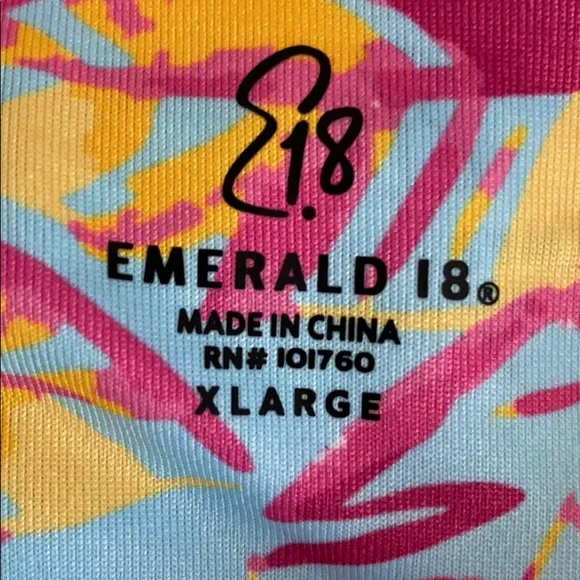 E18
EMERALD 18®
MADE IN CHINA
RN# 101760
XLARGE